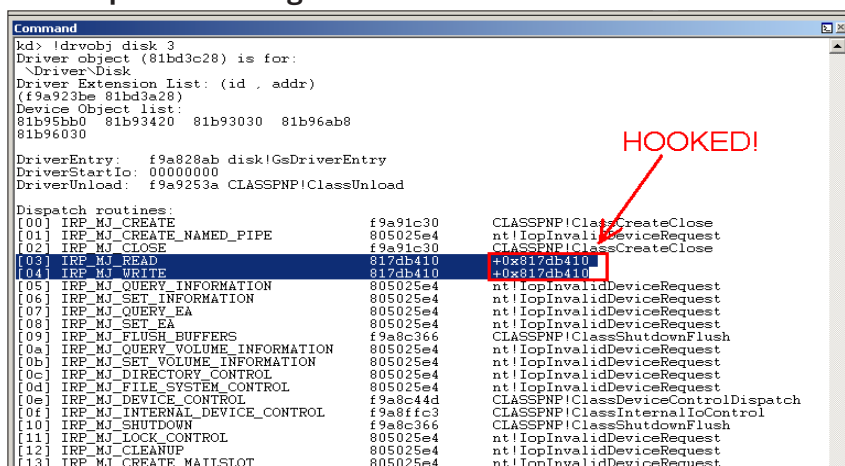 Command
kd> !drvobj disk 3
Driver object (81bd3c28) is for:
\Driver\Disk
Driver Extension List: (id , addr)
(f9a923be 81bd3a28)
Device Object list:
81b95bb0 81b93420 81b93030 81b96ab8
81b96030
HOOKED!
DriverEntry: f9a828ab disk!GsDriverEntry
DriverStartIo: 00000000
DriverUnload: f9a9253a CLASSPNP!ClassUnload
Dispatch routines:
[00] IRP_MJ_CREATE f9a91c30 CLASSPNP!ClassCreateClose
[01] IRP_MJ_CREATE_NAMED_PIPE 805025e4 nt!IopInvalidDeviceRequest
[02] IRP_MJ_CLOSE f9a91c30 CLASSPNP!ClassCreateClose
[03] IRP_MJ_READ 817db410 +0x817db410
[04] IRP_MJ_WRITE 817db410 +0x817db410
[05] IRP_MJ_QUERY_INFORMATION 805025e4 nt!IopInvalidDeviceRequest
[06] IRP_MJ_SET_INFORMATION 805025e4 nt!IopInvalidDeviceRequest
[07] IRP_MJ_QUERY_EA 805025e4 nt!IopInvalidDeviceRequest
[08] IRP_MJ_SET_EA 805025e4 nt!IopInvalidDeviceRequest
[09] IRP_MJ_FLUSH_BUFFERS f9a8c366 CLASSPNP!ClassShutdownFlush
[0a] IRP_MJ_QUERY_VOLUME_INFORMATION 805025e4 nt!IopInvalidDeviceRequest
[0b] IRP_MJ_SET_VOLUME_INFORMATION 805025e4 nt!IopInvalidDeviceRequest
[0c] IRP_MJ_DIRECTORY_CONTROL 805025e4 nt!IopInvalidDeviceRequest
[0d] IRP_MJ_FILE_SYSTEM_CONTROL 805025e4 nt!IopInvalidDeviceRequest
[0e] IRP_MJ_DEVICE_CONTROL f9a8c44d CLASSPNP!ClassDeviceControlDispatch
[0f] IRP_MJ_INTERNAL_DEVICE_CONTROL f9a8ffc3 CLASSPNP!ClassInternalIoControl
[10] IRP_MJ_SHUTDOWN f9a8c366 CLASSPNP!ClassShutdownFlush
[11] IRP_MJ_LOCK_CONTROL 805025e4 nt!IopInvalidDeviceRequest
[12] IRP_MJ_CLEANUP 805025e4 nt!IopInvalidDeviceRequest
[13] IRP_MJ_CREATE_MAILSLOT 805025e4 nt!IopInvalidDeviceRequest